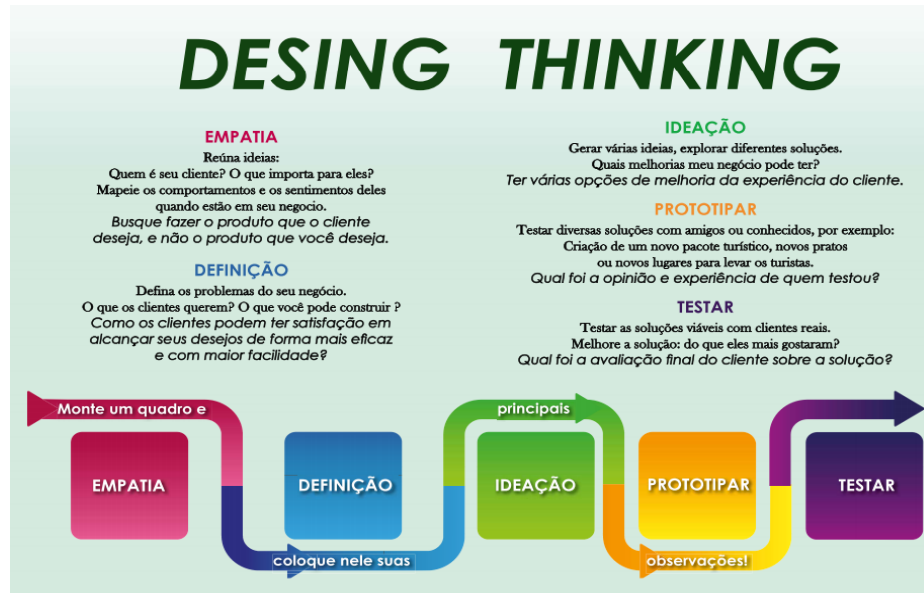 DESING THINKING
EMPATIA
Reúna ideias:
Quem é seu cliente? O que importa para eles?
Mapeie os comportamentos e os sentimentos deles
quando estão em seu negocio.
Busque fazer o produto que o cliente
deseja, e não o produto que você deseja.
DEFINIÇÃO
Defina os problemas do seu negócio.
O que os clientes querem? O que você pode construir ?
Como os clientes podem ter satisfação em
alcançar seus desejos de forma mais eficaz
e com maior facilidade?
IDEAÇÃO
Gerar várias ideias, explorar diferentes soluções.
Quais melhorias meu negócio pode ter?
Ter várias opções de melhoria da experiência do cliente.
PROTOTIPAR
Testar diversas soluções com amigos ou conhecidos, por exemplo:
Criação de um novo pacote turístico, novos pratos
ou novos lugares para levar os turistas.
Qual foi a opinião e experiência de quem testou?
TESTAR
Testar as soluções viáveis com clientes reais.
Melhore a solução: do que eles mais gostaram?
Qual foi a avaliação final do cliente sobre a solução?
Monte um quadro e
coloque nele suas
principais
observações!
EMPATIA
DEFINIÇÃO
IDEAÇÃO
PROTOTIPAR
TESTAR